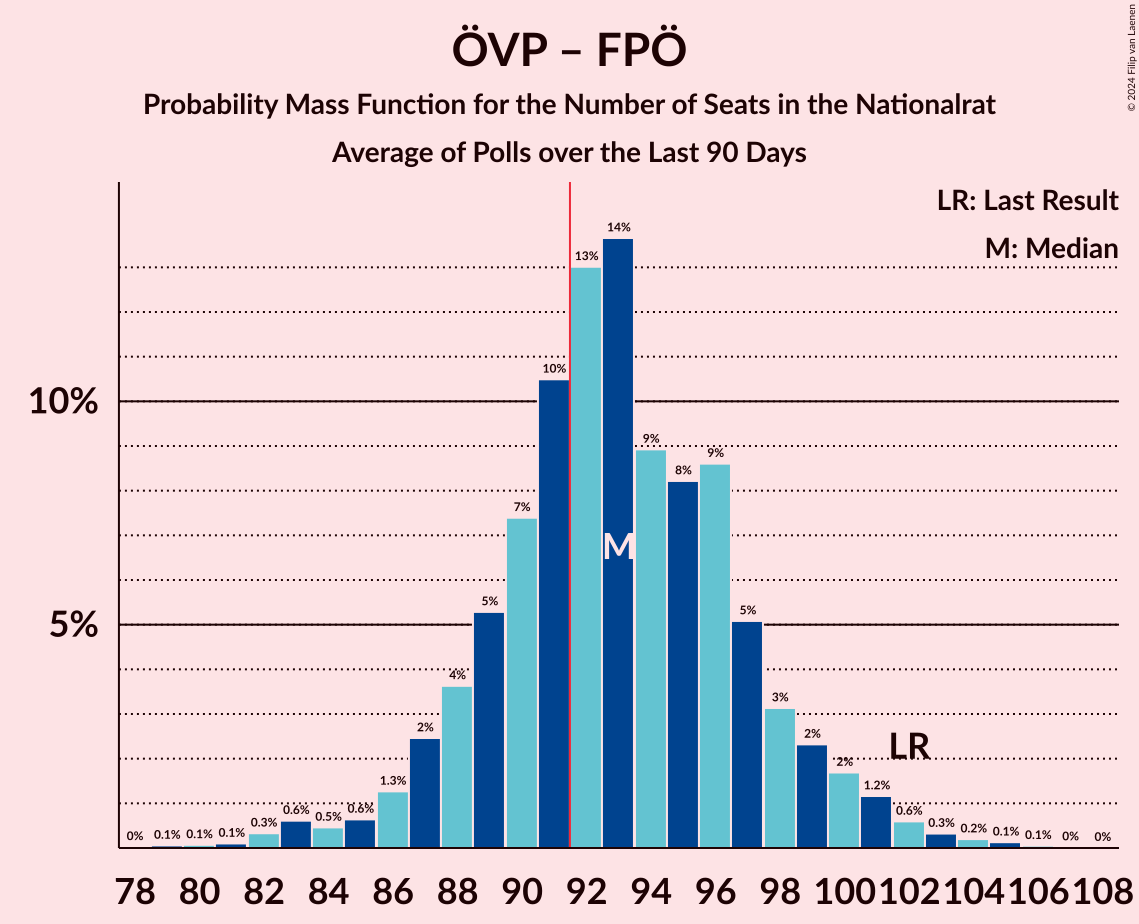 ÖVP – FPÖ
Probability Mass Function for the Number of Seats in the Nationalrat
Average of Polls over the Last 90 Days
© 2024 Filip van Laenen
LR: Last Result
M: Median
14%
13%
10%
10%
9%
9%
8%
7%
M
5%
5%
5%
4%
3%
2%
2%
LR
2%
1.3%
1.2%
0% 0.1% 0.1% 0.1% 0.3% 0.6% 0.5% 0.6%
0.6% 0.3% 0.2% 0.1% 0.1% 0% 0%
78 80 82 84 86 88 90 92 94 96 98 100 102 104 106 108